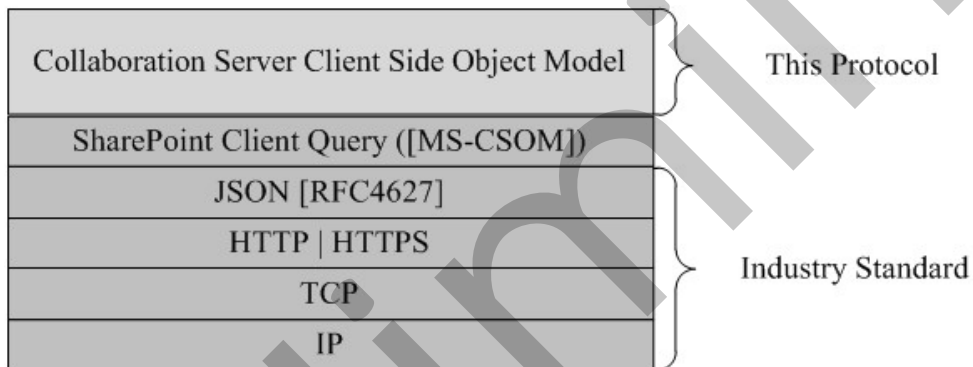 Collaboration Server Client Side Object Model
This Protocol
SharePoint Client Query ([MS-CSOM])
JSON [RFC4627]
HTTP | HTTPS
Industry Standard
TCP
IP